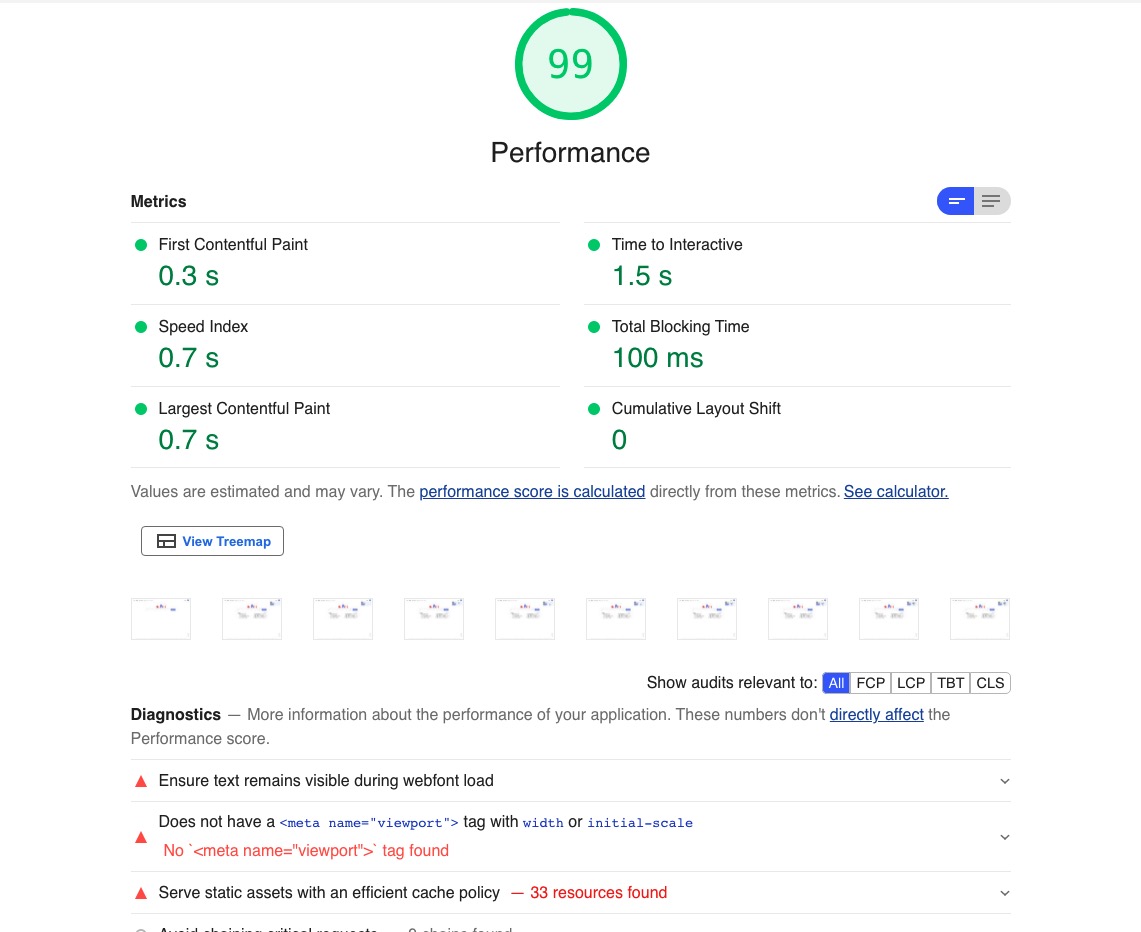 99
Performance
Metrics
First Contentful Paint
0.3 s
Time to Interactive
1.5 s
Speed Index
0.7 s
Total Blocking Time
100 ms
Largest Contentful Paint
0.7 s
Cumulative Layout Shift
0
Values are estimated and may vary. The performance score is calculated directly from these metrics. See calculator.
View Treemap
Show audits relevant to: All FCP LCP TBT CLS
Diagnostics — More information about the performance of your application. These numbers don't directly affect the
Performance score.
Ensure text remains visible during webfont load
Does not have a <meta name="viewport"> tag with width or initial-scale
No `<meta name="viewport">` tag found
Serve static assets with an efficient cache policy — 33 resources found
Avoid chaining critical requests